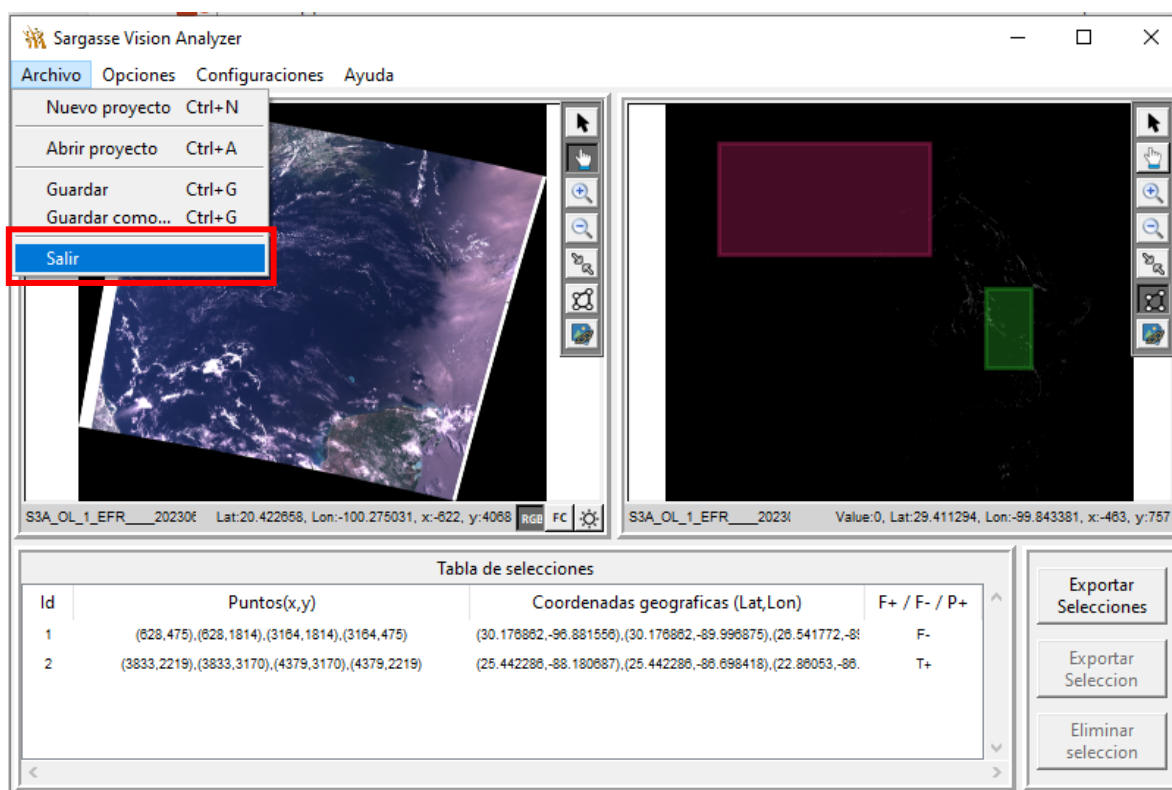 Sargasse Vision Analyzer
Archivo Opciones Configuraciones Ayuda
Nuevo proyecto Ctrl+N
Abrir proyecto Ctrl+A
Guardar Ctrl+G
Guardar como... Ctrl+G
Salir
S3A_OL_1_EFR____202306 Lat:20.422658, Lon:-100.275031, x:-622, y:4068 RGB FC
S3A_OL_1_EFR____2023( Value:0, Lat:29.411294, Lon:-99.843381, x:-463, y:757
Tabla de selecciones
Id Puntos(x,y) Coordenadas geograficas (Lat,Lon) F+ / F- / P+
1 (628,475),(628,1814),(3164,1814),(3164,475) (30.176862,-96.881556),(30.176862,-89.996875),(26.541772,-89 F-
2 (3833,2219),(3833,3170),(4379,3170),(4379,2219) (25.442286,-88.180687),(25.442286,-86.698418),(22.86053,-86. T+
Exportar
Selecciones
Exportar
Seleccion
Eliminar
seleccion